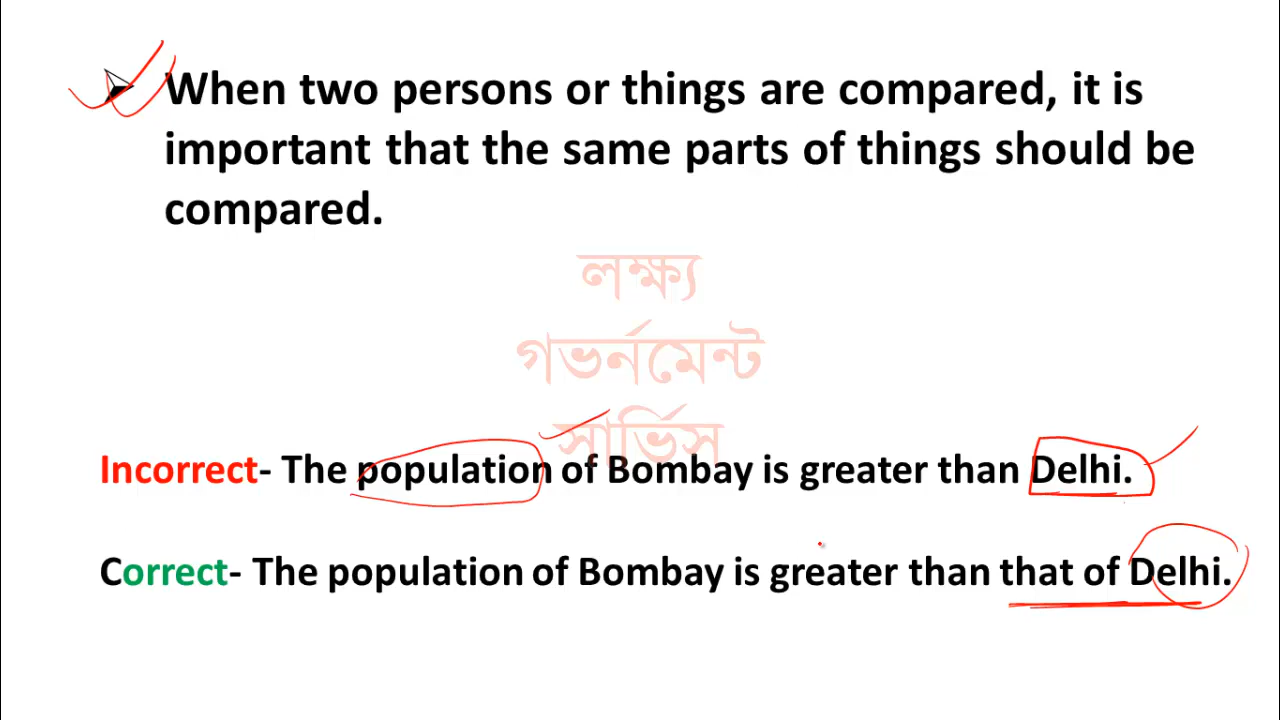 When two persons or things are compared, it is
important that the same parts of things should be
compared.
লক্ষ্য
গভর্নমেন্ট
সার্ভিস
Incorrect- The population of Bombay is greater than Delhi.
Correct- The population of Bombay is greater than that of Delhi.